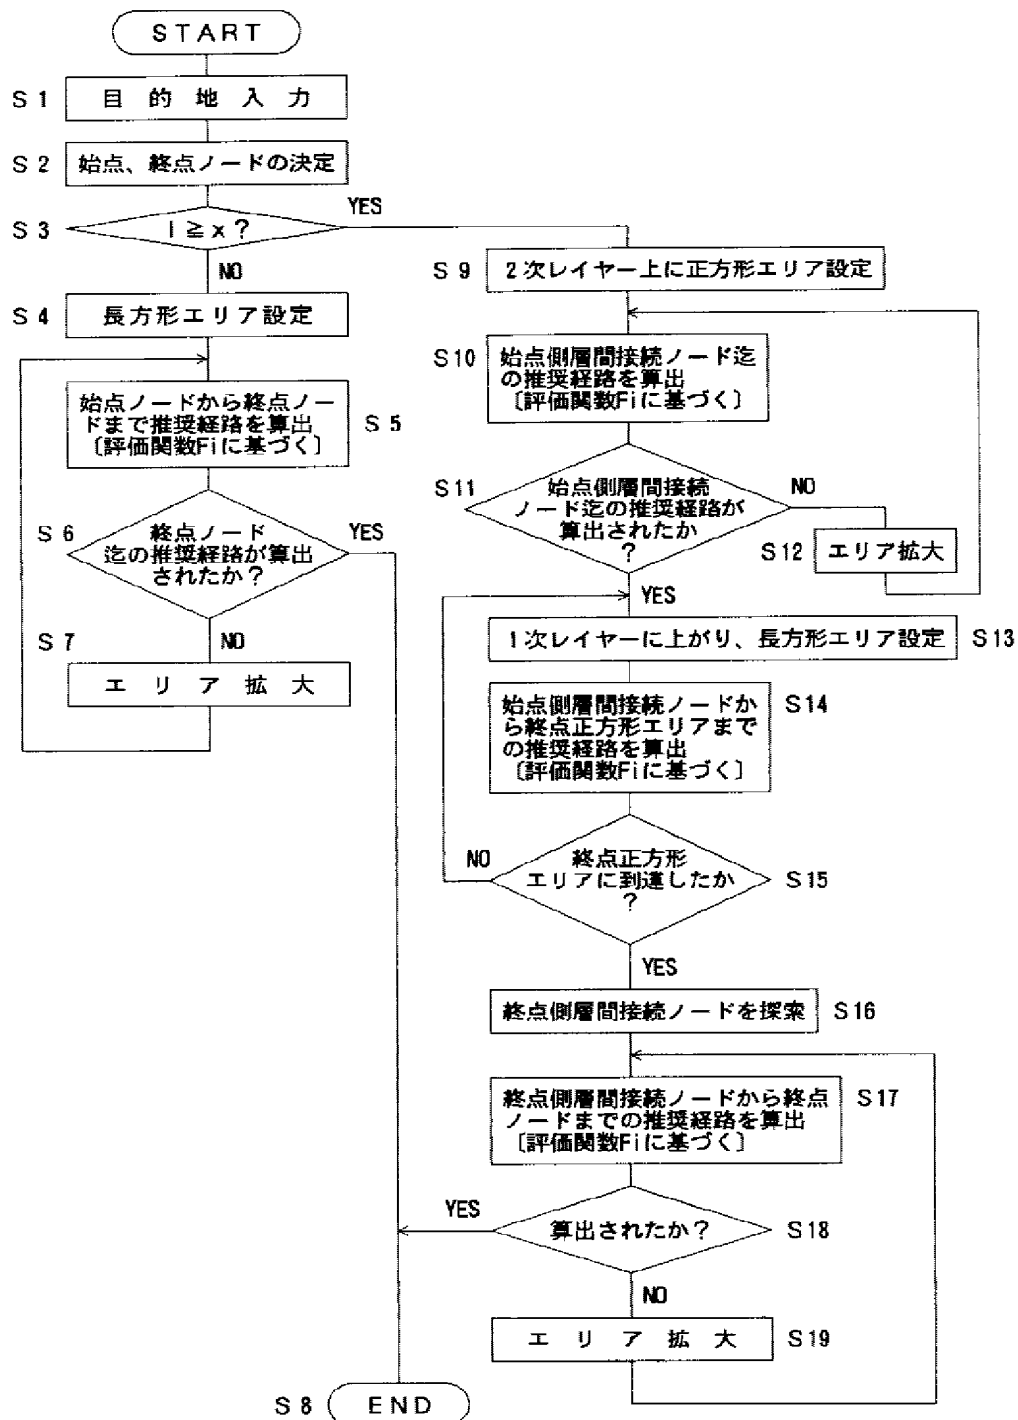 START
S1 目的地入力
S2 始点、終点ノードの決定
S3 l≧x?
YES
NO
S4 長方形エリア設定
始点ノードから終点ノー
ドまで推奨経路を算出
〔評価関数Fiに基づく〕
S5
S6 終点ノード
迄の推奨経路が算出
されたか?
YES
NO
S7
エリア拡大
S9 2次レイヤー上に正方形エリア設定
S10 始点側層間接続ノード迄
の推奨経路を算出
〔評価関数Fiに基づく〕
S11 始点側層間接続
ノード迄の推奨経路が
算出されたか
?
NO
S12 エリア拡大
YES
1次レイヤーに上がり、長方形エリア設定 S13
始点側層間接続ノードか
ら終点正方形エリアまで
の推奨経路を算出
〔評価関数Fiに基づく〕
S14
NO
終点正方形
エリアに到達したか
?
S15
YES
終点側層間接続ノードを探索 S16
終点側層間接続ノードから終点
ノードまでの推奨経路を算出
〔評価関数Fiに基づく〕
S17
YES
算出されたか? S18
NO
エリア拡大 S19
S8 END